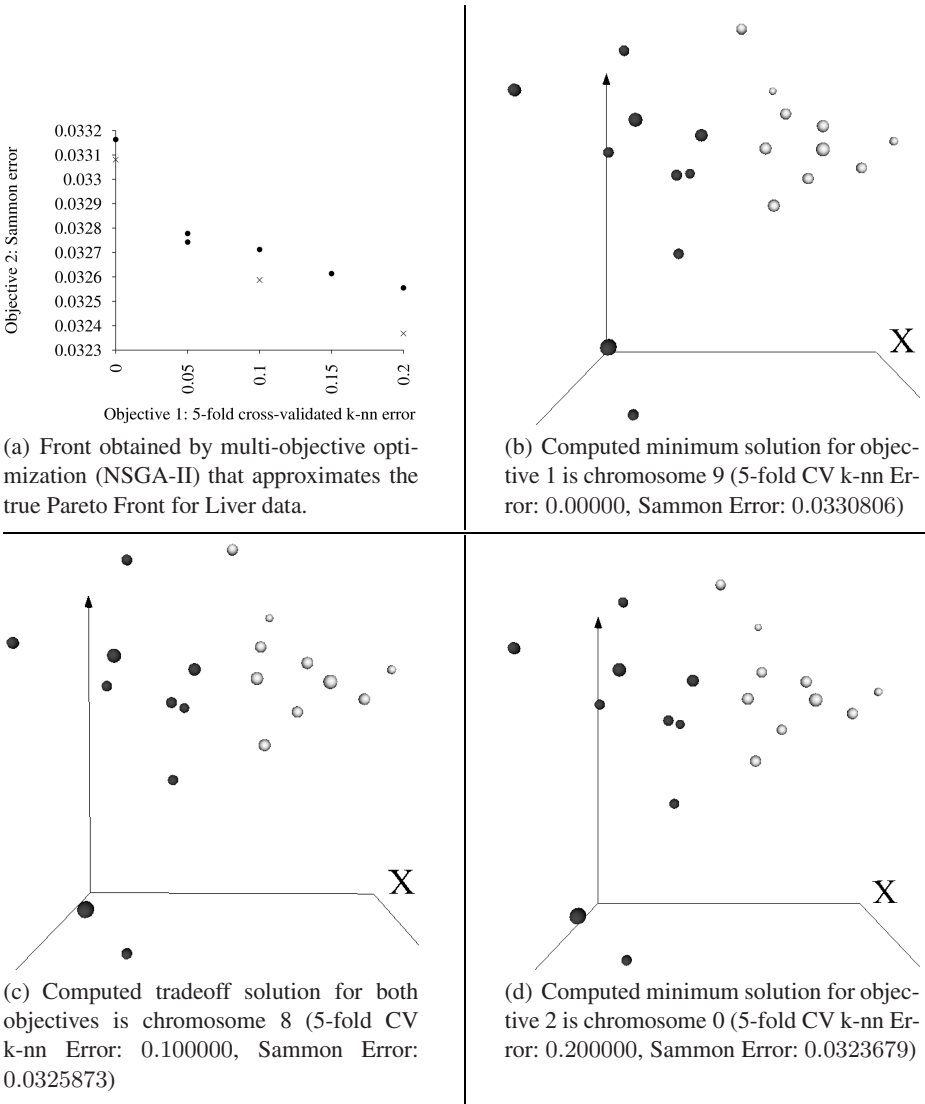 Objective 2: Sammon error
0.0332
0.0331
0.033
0.0328
0.0327
0.0326
0.0325
0.0324
0.0323
0
0.05
0.1
0.15
0.2
Objective 1: 5-fold cross-validated k-nn error
(a) Front obtained by multi-objective opti-
mization (NSGA-II) that approximates the
true Pareto Front for Liver data.
X
(b) Computed minimum solution for objec-
tive 1 is chromosome 9 (5-fold CV k-nn Er-
ror: 0.00000, Sammon Error: 0.0330806)
X
(c) Computed tradeoff solution for both
objectives is chromosome 8 (5-fold CV
k-nn Error: 0.100000, Sammon Error:
0.0325873)
X
(d) Computed minimum solution for objec-
tive 2 is chromosome 0 (5-fold CV k-nn Er-
ror: 0.200000, Sammon Error: 0.0323679)